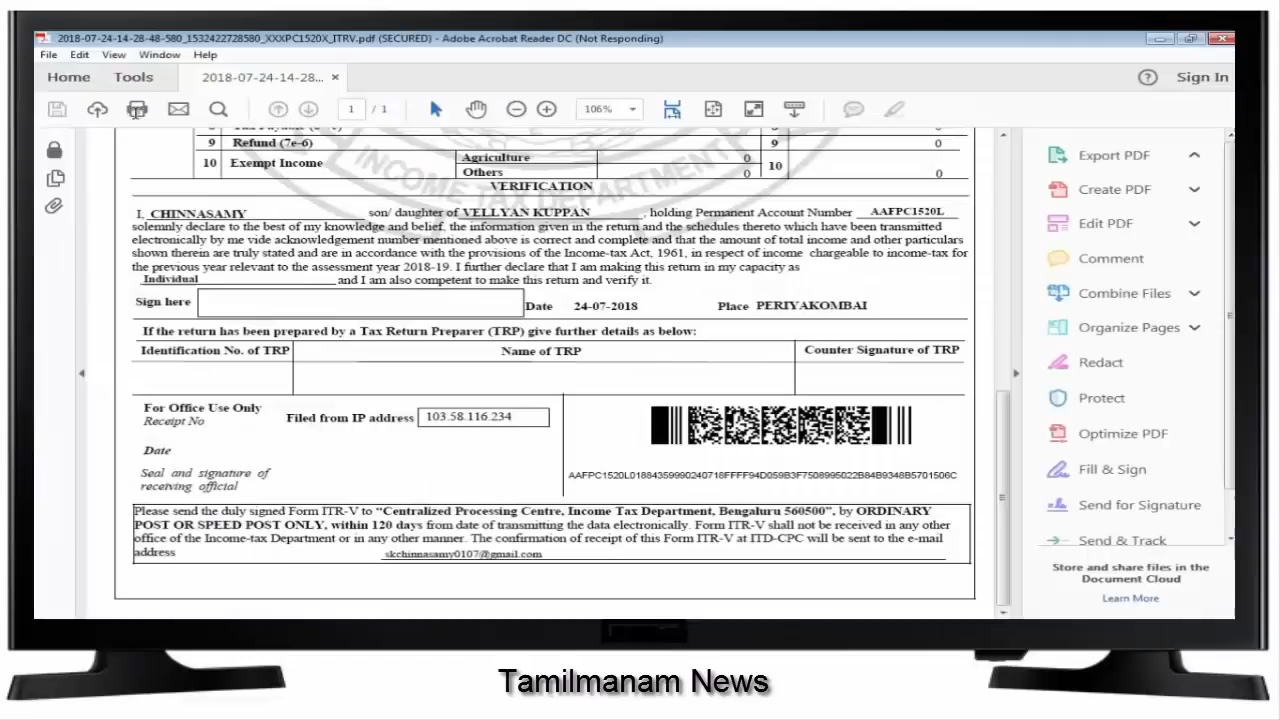 2018-07-24-14-28-48-580_1532422728580_XXXPC1520X_ITRV.pdf (SECURED) - Adobe Acrobat Reader DC (Not Responding)
File Edit View Window Help
Home Tools 2018-07-24-14-28... × ? Sign In
1 / 1 106%
9 Refund (7e-6) 9 0
10 Exempt Income Agriculture 0 10
Others 0 0
INCOME TAX DEPARTMENT
VERIFICATION
I, CHINNASAMY son/ daughter of VELLYAN KUPPAN , holding Permanent Account Number AAFPC1520L
solemnly declare to the best of my knowledge and belief, the information given in the return and the schedules thereto which have been transmitted
electronically by me vide acknowledgement number mentioned above is correct and complete and that the amount of total income and other particulars
shown therein are truly stated and are in accordance with the provisions of the Income-tax Act, 1961, in respect of income chargeable to income-tax for
the previous year relevant to the assessment year 2018-19. I further declare that I am making this return in my capacity as
Individual and I am also competent to make this return and verify it.
Sign here Date 24-07-2018 Place PERIYAKOMBAI
If the return has been prepared by a Tax Return Preparer (TRP) give further details as below:
Identification No. of TRP Name of TRP Counter Signature of TRP
For Office Use Only
Receipt No
Filed from IP address 103.58.116.234
Date
Seal and signature of
receiving official
AAFPC1520L01884359990240718FFFF94D059B3F7508995022B84B9348B5701506C
Please send the duly signed Form ITR-V to “Centralized Processing Centre, Income Tax Department, Bengaluru 560500”, by ORDINARY
POST OR SPEED POST ONLY, within 120 days from date of transmitting the data electronically. Form ITR-V shall not be received in any other
office of the Income-tax Department or in any other manner. The confirmation of receipt of this Form ITR-V at ITD-CPC will be sent to the e-mail
address skchinnasamy0107@gmail.com
Export PDF
Create PDF
Edit PDF
Comment
Combine Files
Organize Pages
Redact
Protect
Optimize PDF
Fill & Sign
Send for Signature
Send & Track
Store and share files in the
Document Cloud
Learn More
Tamilmanam News